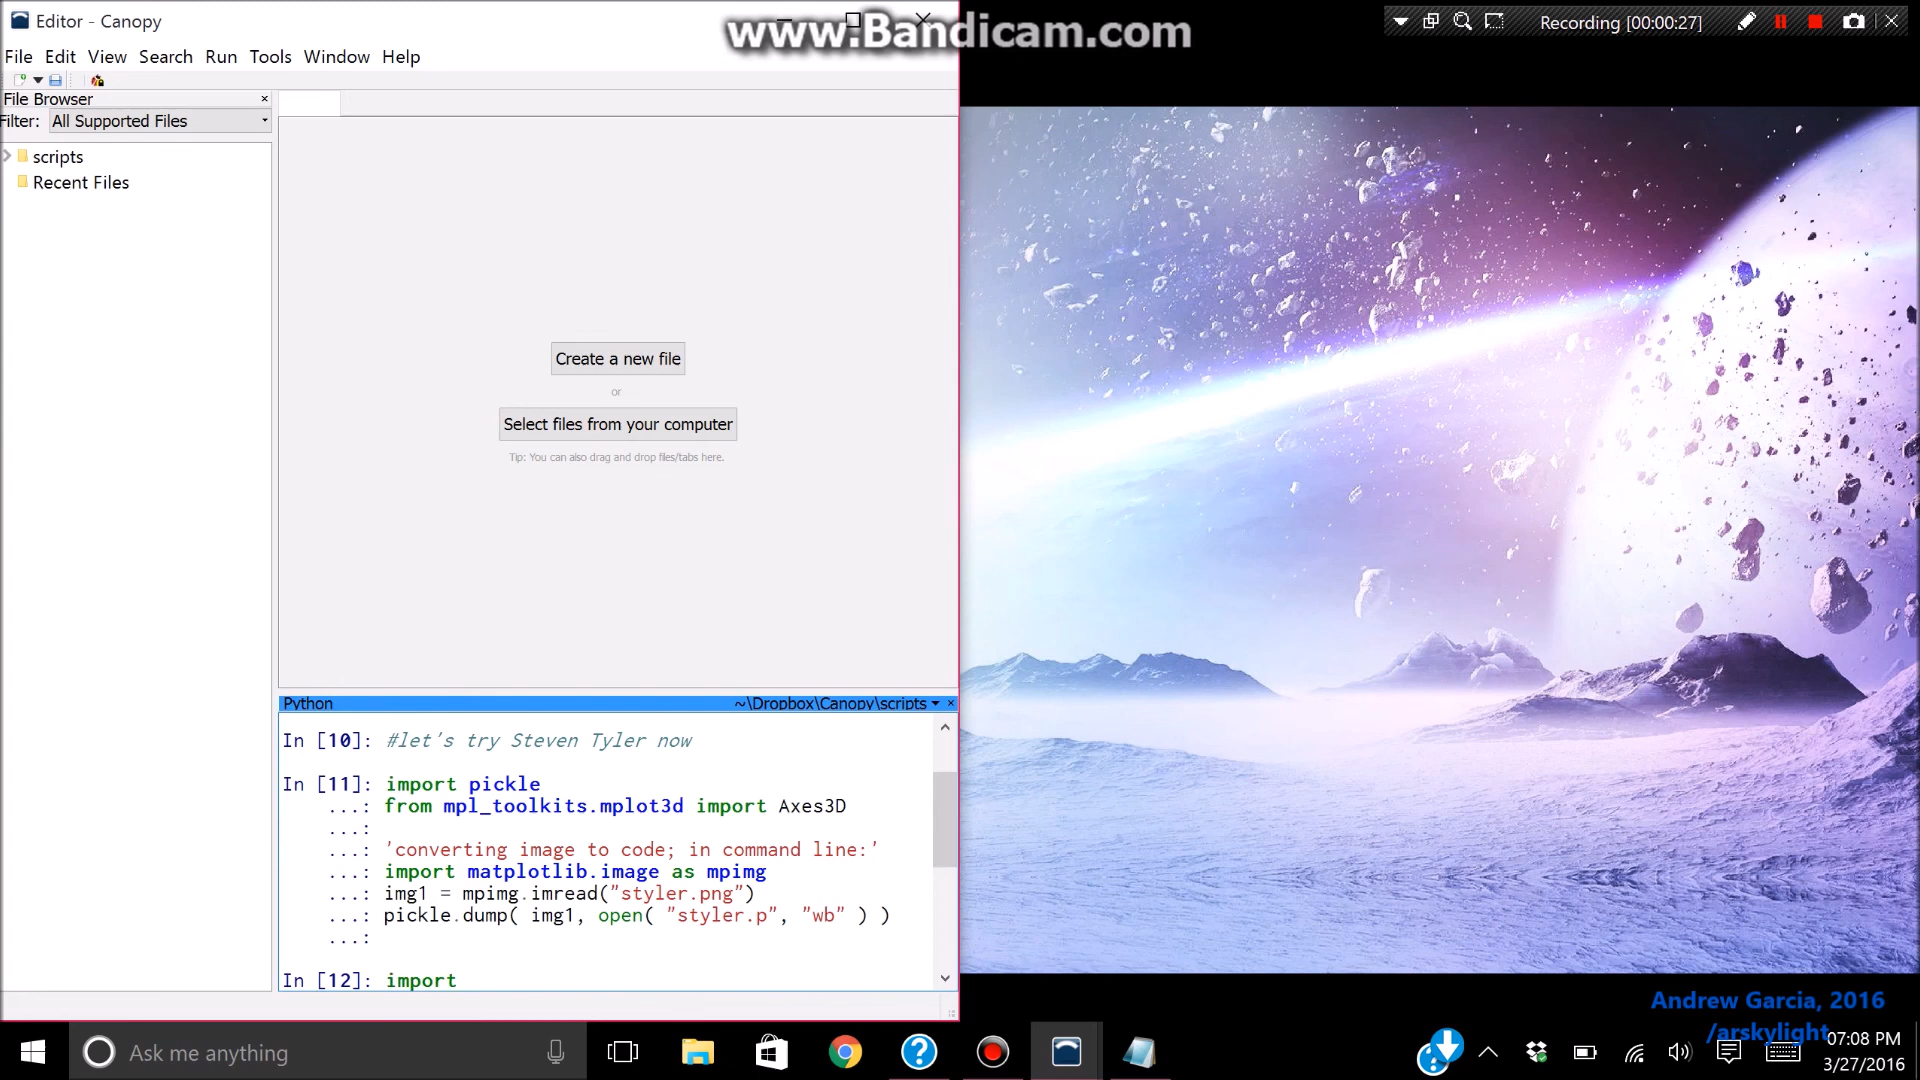 Editor - Canopy
www.Bandicam.com
Recording [00:00:27]
File Edit View Search Run Tools Window Help
File Browser
Filter: All Supported Files
scripts
Recent Files
Create a new file
or
Select files from your computer
Tip: You can also drag and drop files/tabs here.
Python ~\Dropbox\Canopy\scripts
In [10]: #let's try Steven Tyler now
In [11]: import pickle
...: from mpl_toolkits.mplot3d import Axes3D
...:
...: 'converting image to code; in command line:'
...: import matplotlib.image as mpimg
...: img1 = mpimg.imread("styler.png")
...: pickle.dump( img1, open( "styler.p", "wb" ) )
...:
In [12]: import
Andrew Garcia, 2016
/arskylight
Ask me anything
07:08 PM
3/27/2016